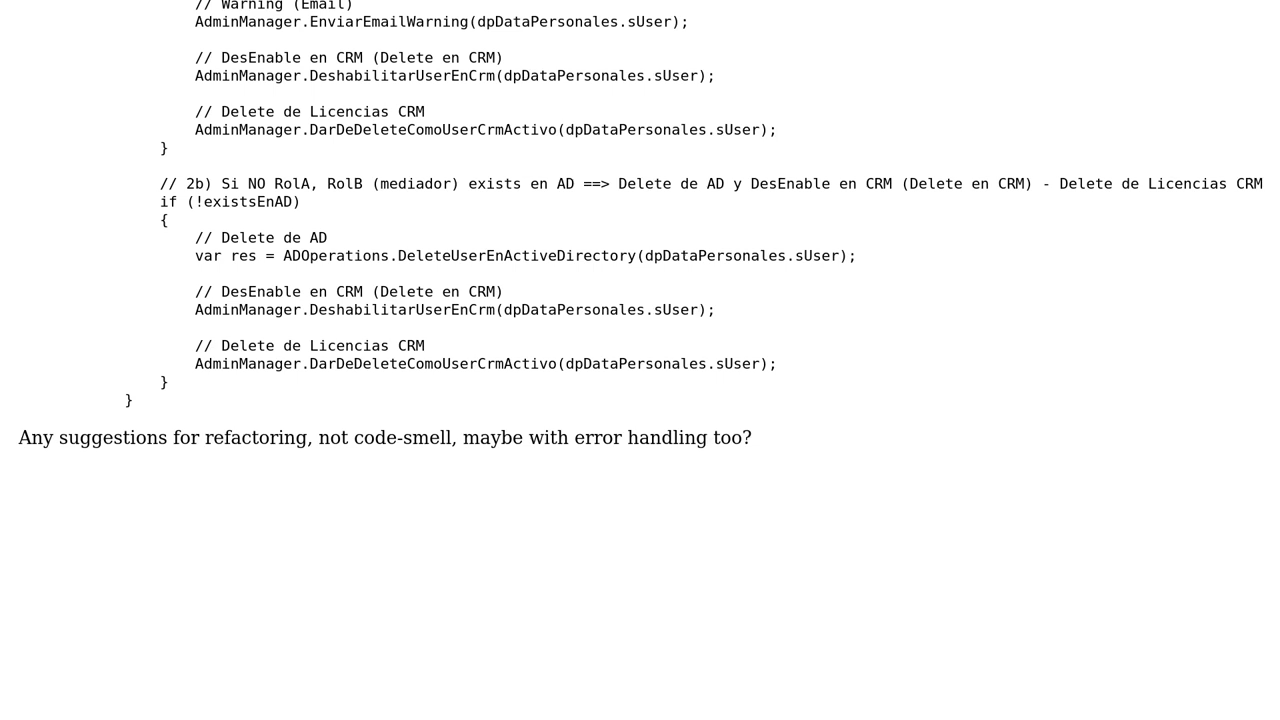 // Warning (Email)
AdminManager.EnviarEmailWarning(dpDataPersonales.sUser);
// DesEnable en CRM (Delete en CRM)
AdminManager.DeshabilitarUserEnCrm(dpDataPersonales.sUser);
// Delete de Licencias CRM
AdminManager.DarDeDeleteComoUserCrmActivo(dpDataPersonales.sUser);
}
// 2b) Si NO RolA, RolB (mediador) exists en AD ==> Delete de AD y DesEnable en CRM (Delete en CRM) - Delete de Licencias CRM
if (!existsEnAD)
{
// Delete de AD
var res = ADOperations.DeleteUserEnActiveDirectory(dpDataPersonales.sUser);
// DesEnable en CRM (Delete en CRM)
AdminManager.DeshabilitarUserEnCrm(dpDataPersonales.sUser);
// Delete de Licencias CRM
AdminManager.DarDeDeleteComoUserCrmActivo(dpDataPersonales.sUser);
}
}
Any suggestions for refactoring, not code-smell, maybe with error handling too?